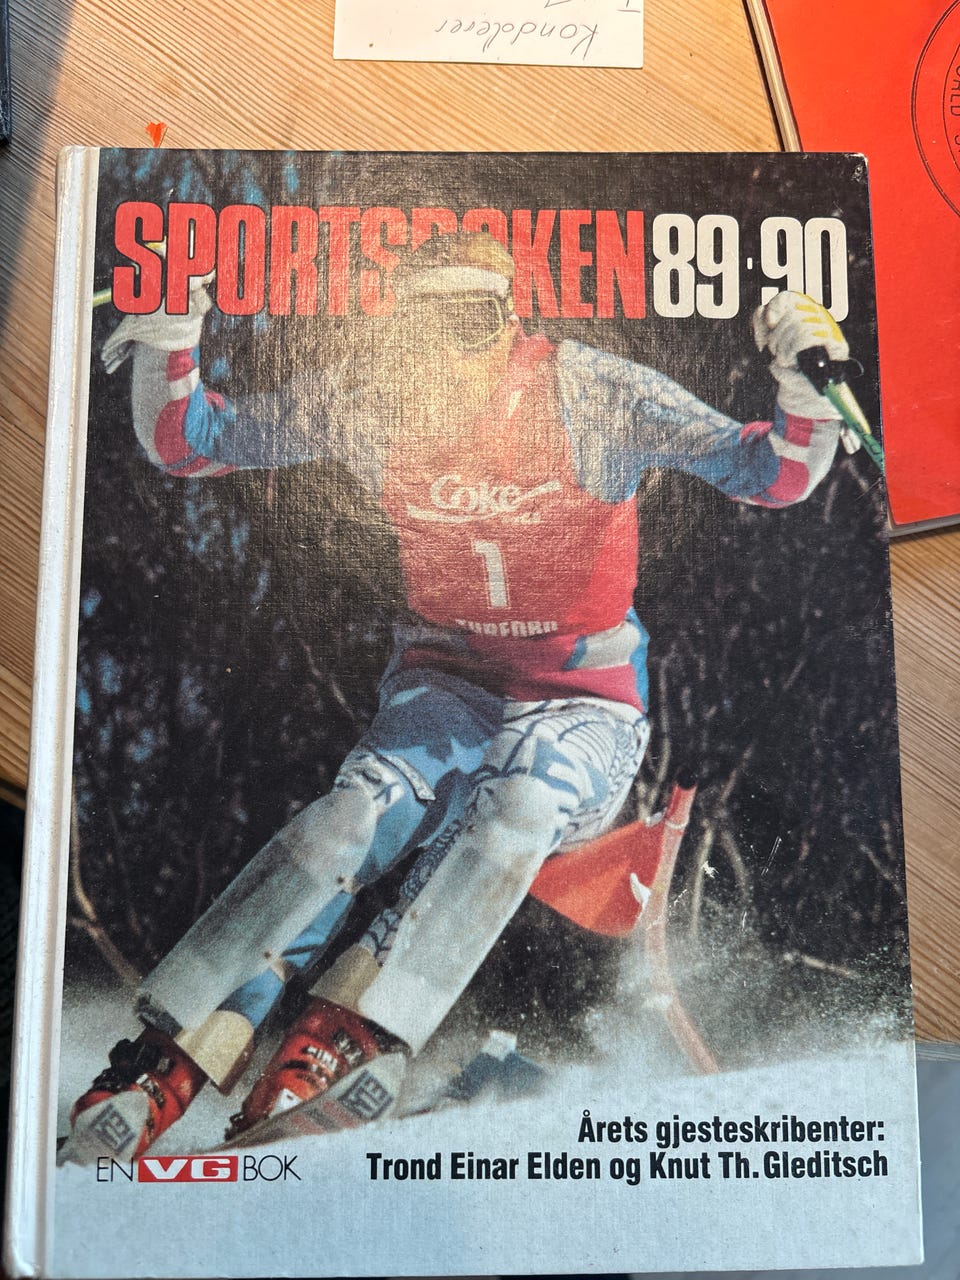 Kondolerer
SPORTSBOKEN 89·90
Coke
1
Årets gjesteskribenter:
Trond Einar Elden og Knut Th. Gleditsch
EN VG BOK